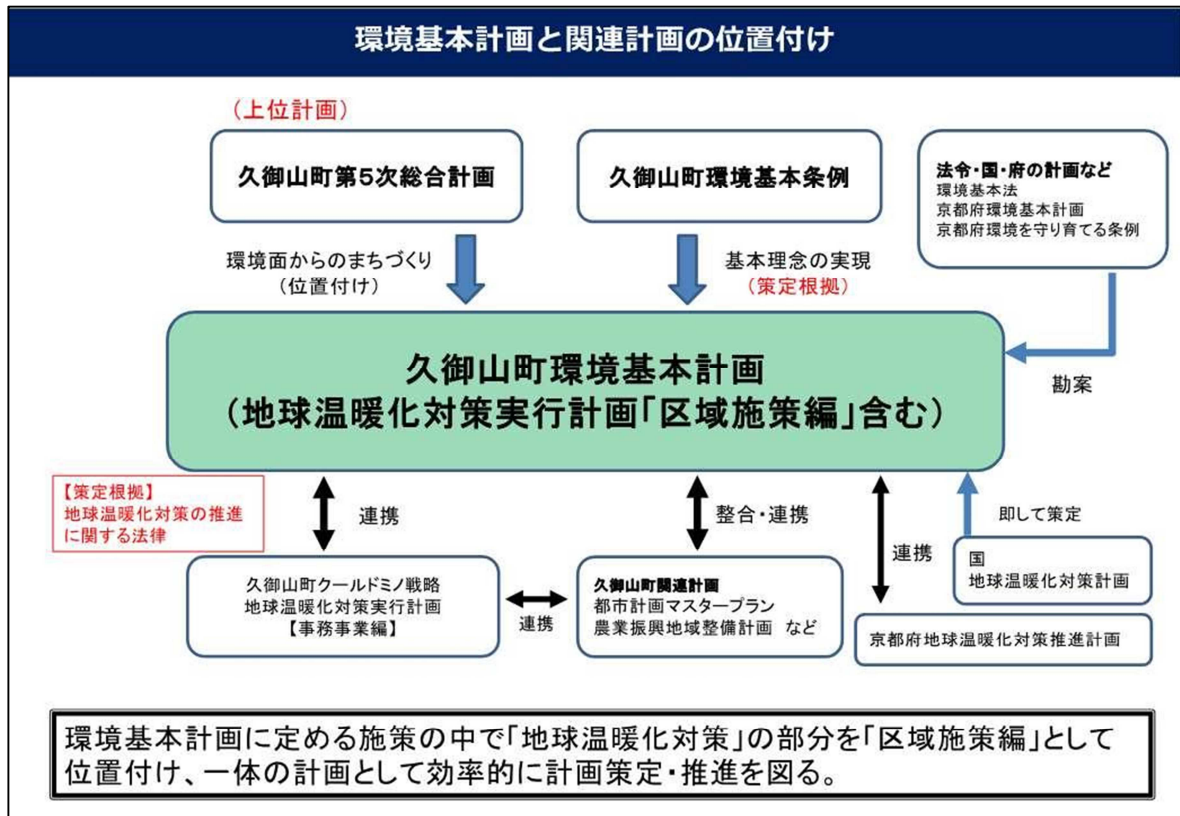 環境基本計画と関連計画の位置付け
（上位計画）
久御山町第5次総合計画
久御山町環境基本条例
法令・国・府の計画など
環境基本法
京都府環境基本計画
京都府環境を守り育てる条例
環境面からのまちづくり
（位置付け）
基本理念の実現
（策定根拠）
勘案
久御山町環境基本計画
（地球温暖化対策実行計画「区域施策編」含む）
【策定根拠】
地球温暖化対策の推進
に関する法律
連携
整合・連携
連携
即して策定
国
地球温暖化対策計画
久御山町クールドミノ戦略
地球温暖化対策実行計画
【事務事業編】
連携
久御山町関連計画
都市計画マスタープラン
農業振興地域整備計画　など
京都府地球温暖化対策推進計画
環境基本計画に定める施策の中で「地球温暖化対策」の部分を「区域施策編」として
位置付け、一体の計画として効率的に計画策定・推進を図る。